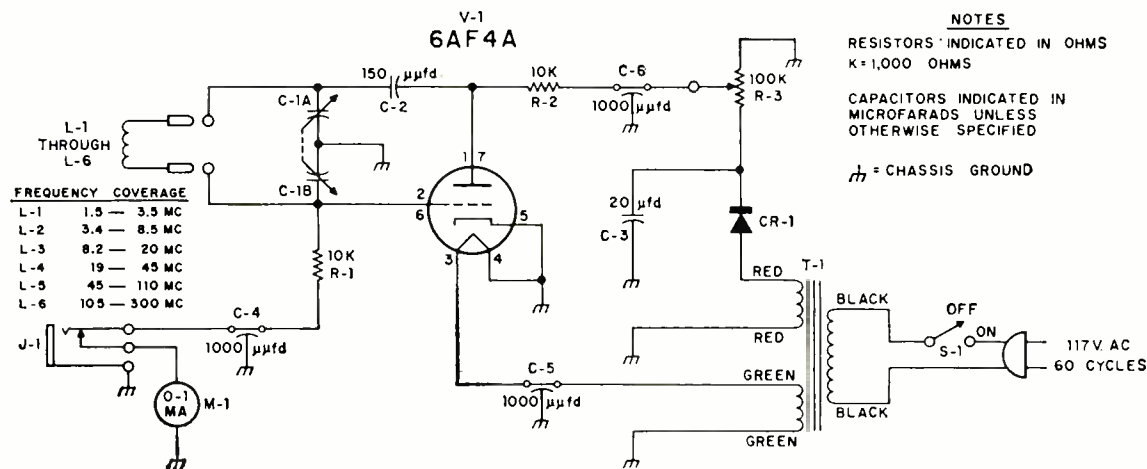 V-1
6AF4A
NOTES
RESISTORS INDICATED IN OHMS
K = 1,000 OHMS
CAPACITORS INDICATED IN
MICROFARADS UNLESS
OTHERWISE SPECIFIED
= CHASSIS GROUND
150 μμfd
C-2
C-1A
C-1B
10K
R-2
C-6
1000 μμfd
100K
R-3
L-1
THROUGH
L-6
1 7
2
6
5
3
4
20 μfd
C-3
CR-1
FREQUENCY COVERAGE
L-1 1.5 — 3.5 MC
L-2 3.4 — 8.5 MC
L-3 8.2 — 20 MC
L-4 19 — 45 MC
L-5 45 — 110 MC
L-6 105 — 300 MC
10K
R-1
C-4
1000 μμfd
J-1
0-1
MA
M-1
C-5
1000 μμfd
RED
RED
GREEN
GREEN
T-1
BLACK
BLACK
OFF
ON
S-1
117 V. AC
60 CYCLES